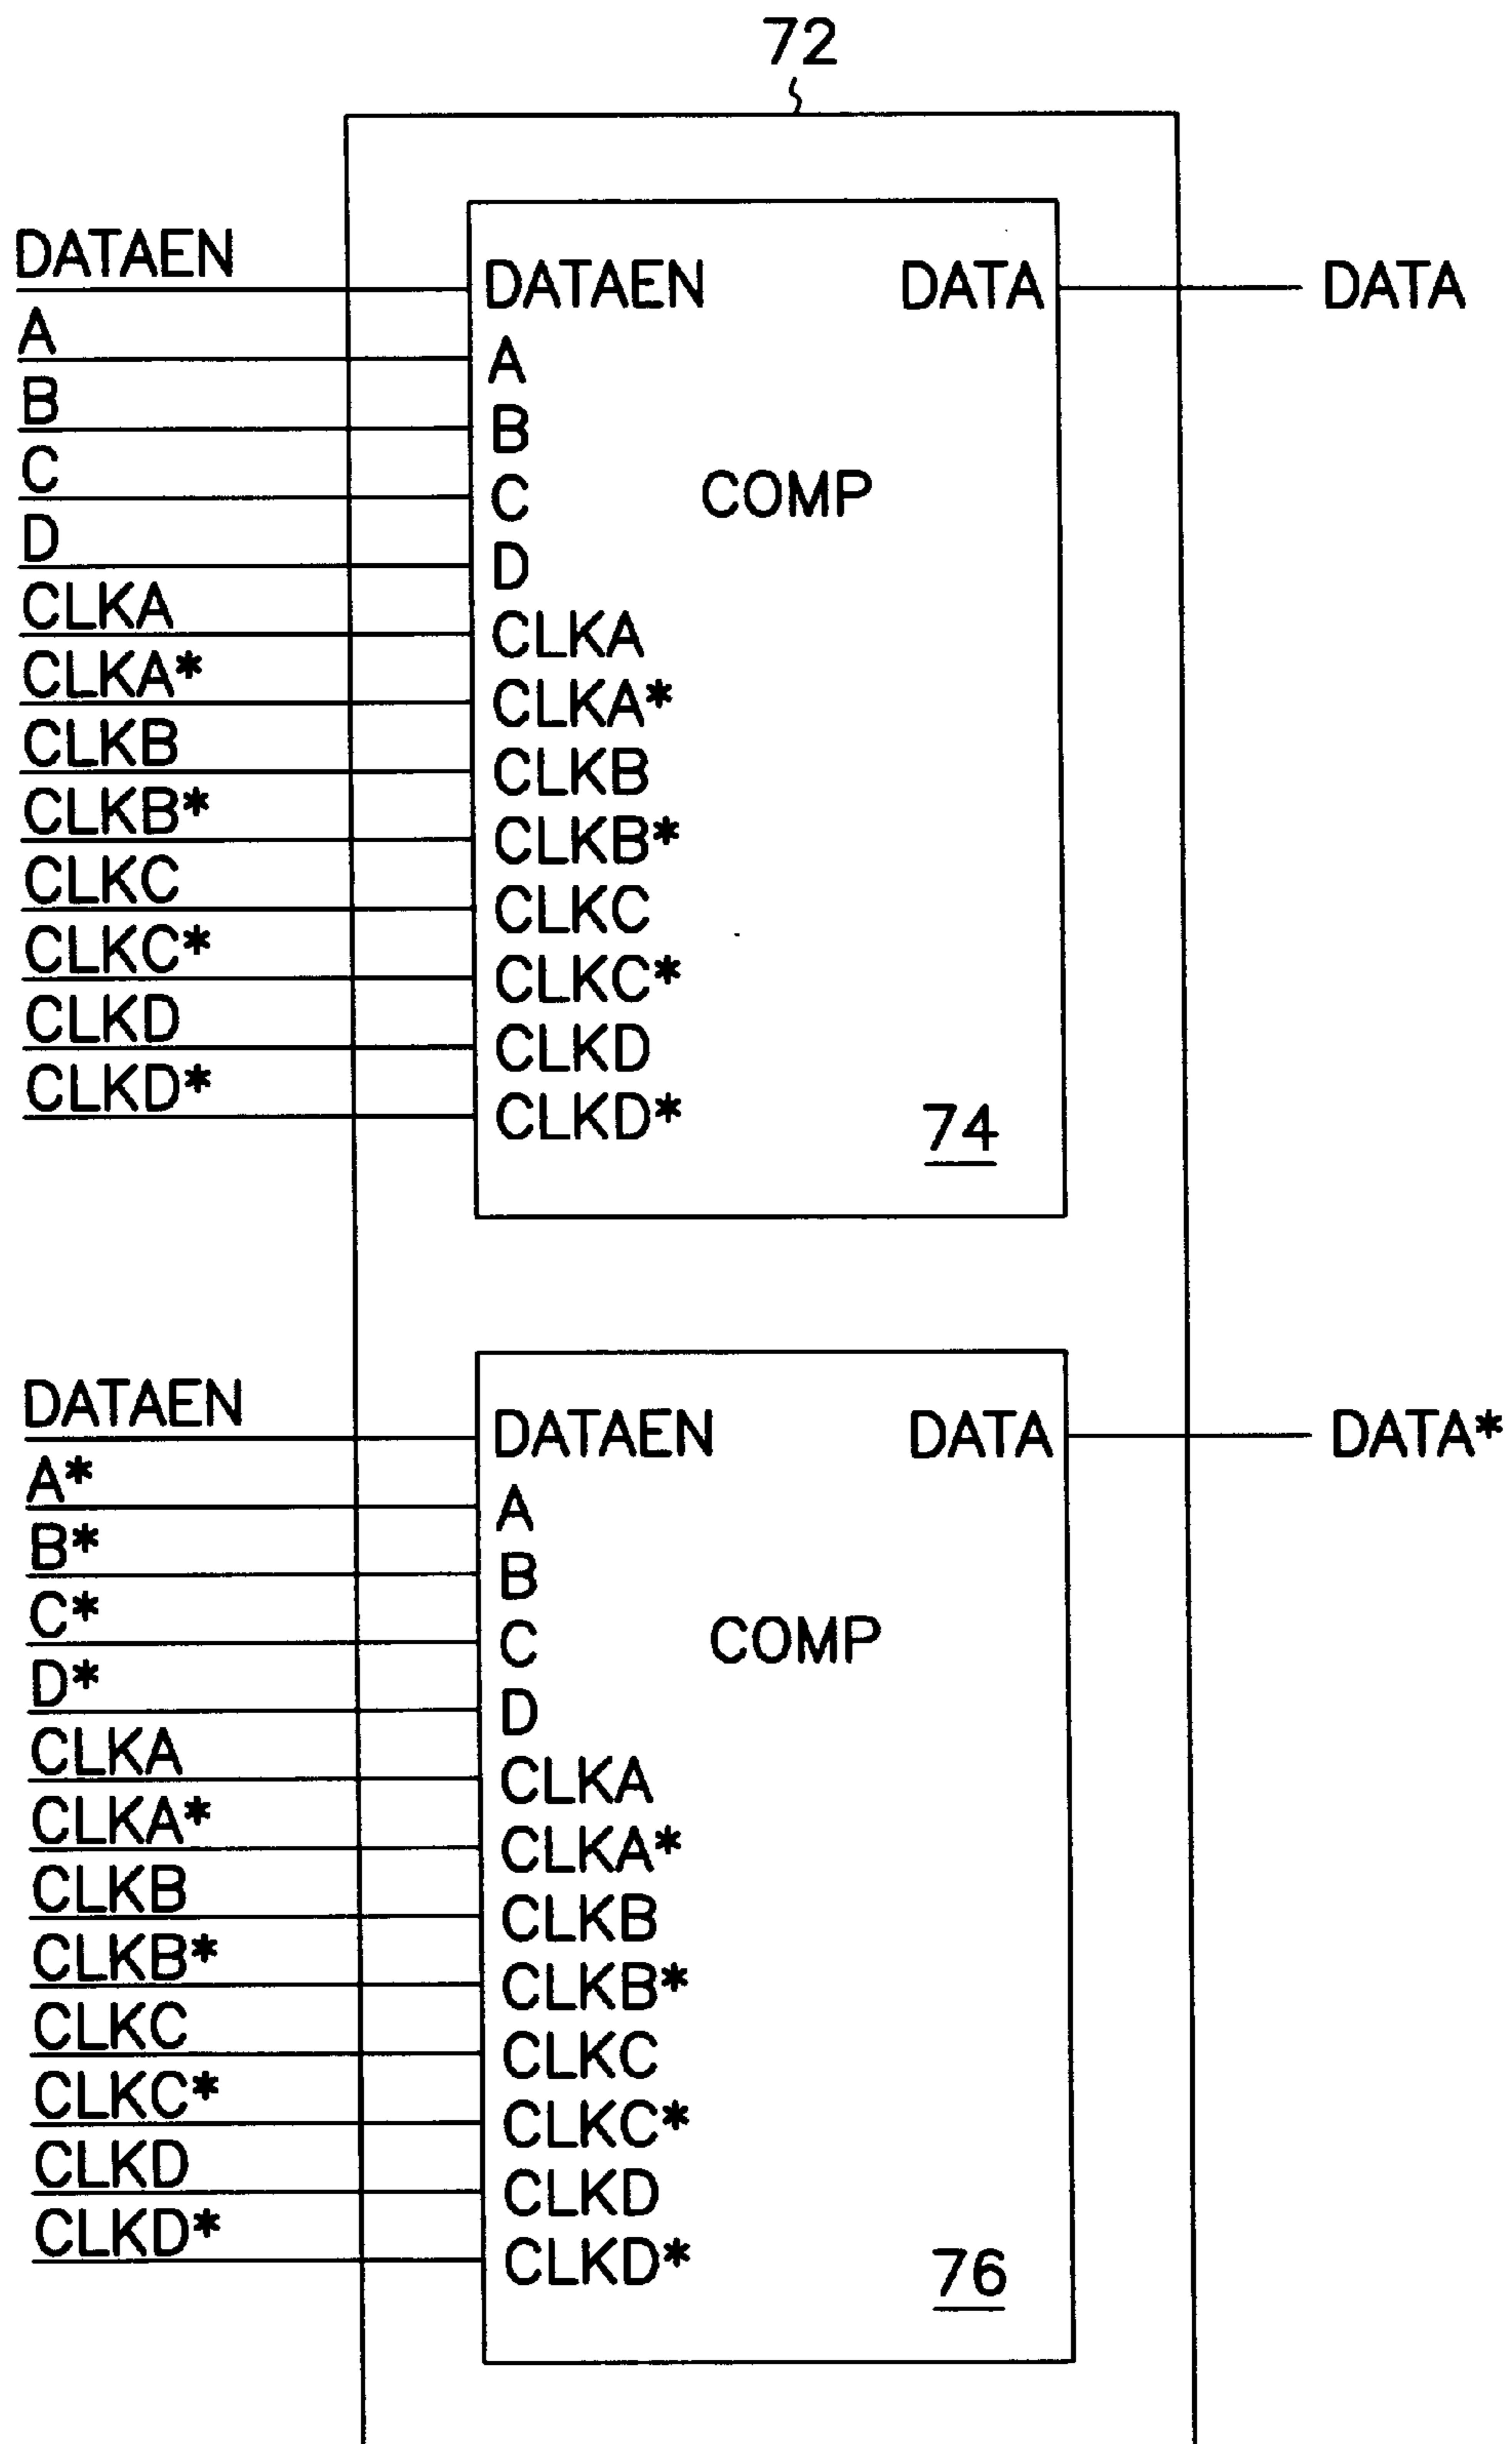 72
DATAEN DATAEN DATA DATA
A A
B B
C C COMP
D D
CLKA CLKA
CLKA* CLKA*
CLKB CLKB
CLKB* CLKB*
CLKC CLKC
CLKC* CLKC*
CLKD CLKD
CLKD* CLKD* 74
DATAEN DATAEN DATA DATA*
A* A
B* B
C* C COMP
D* D
CLKA CLKA
CLKA* CLKA*
CLKB CLKB
CLKB* CLKB*
CLKC CLKC
CLKC* CLKC*
CLKD CLKD
CLKD* CLKD* 76